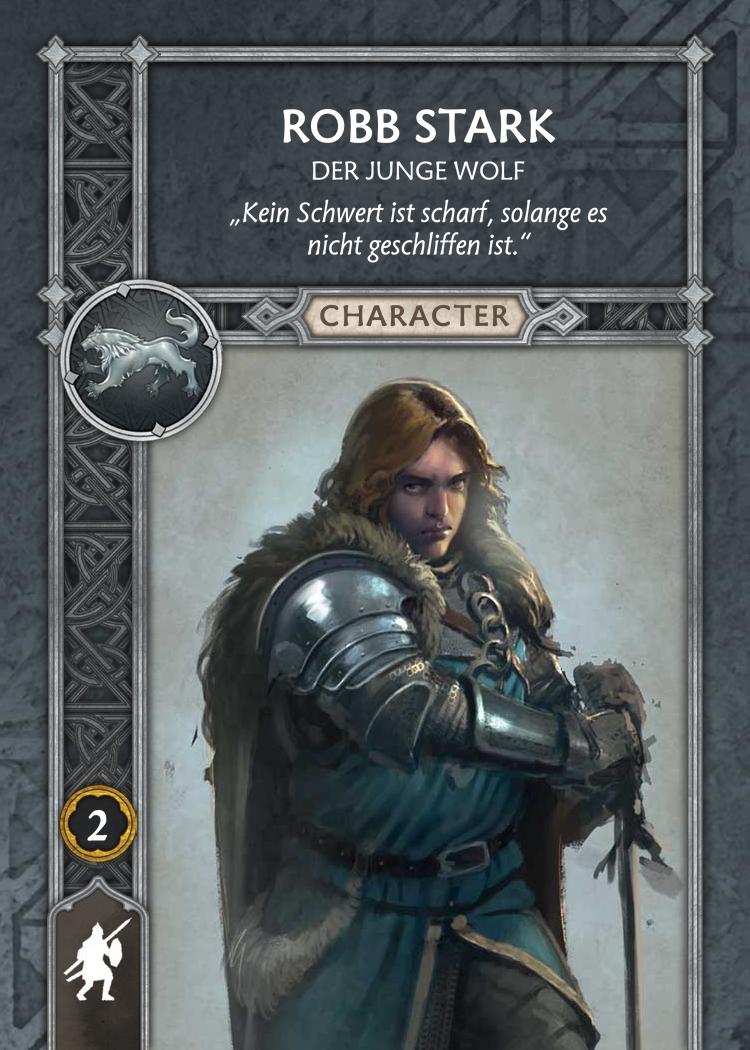 ROBB STARK
DER JUNGE WOLF
„Kein Schwert ist scharf, solange es
nicht geschliffen ist.“
CHARACTER
2